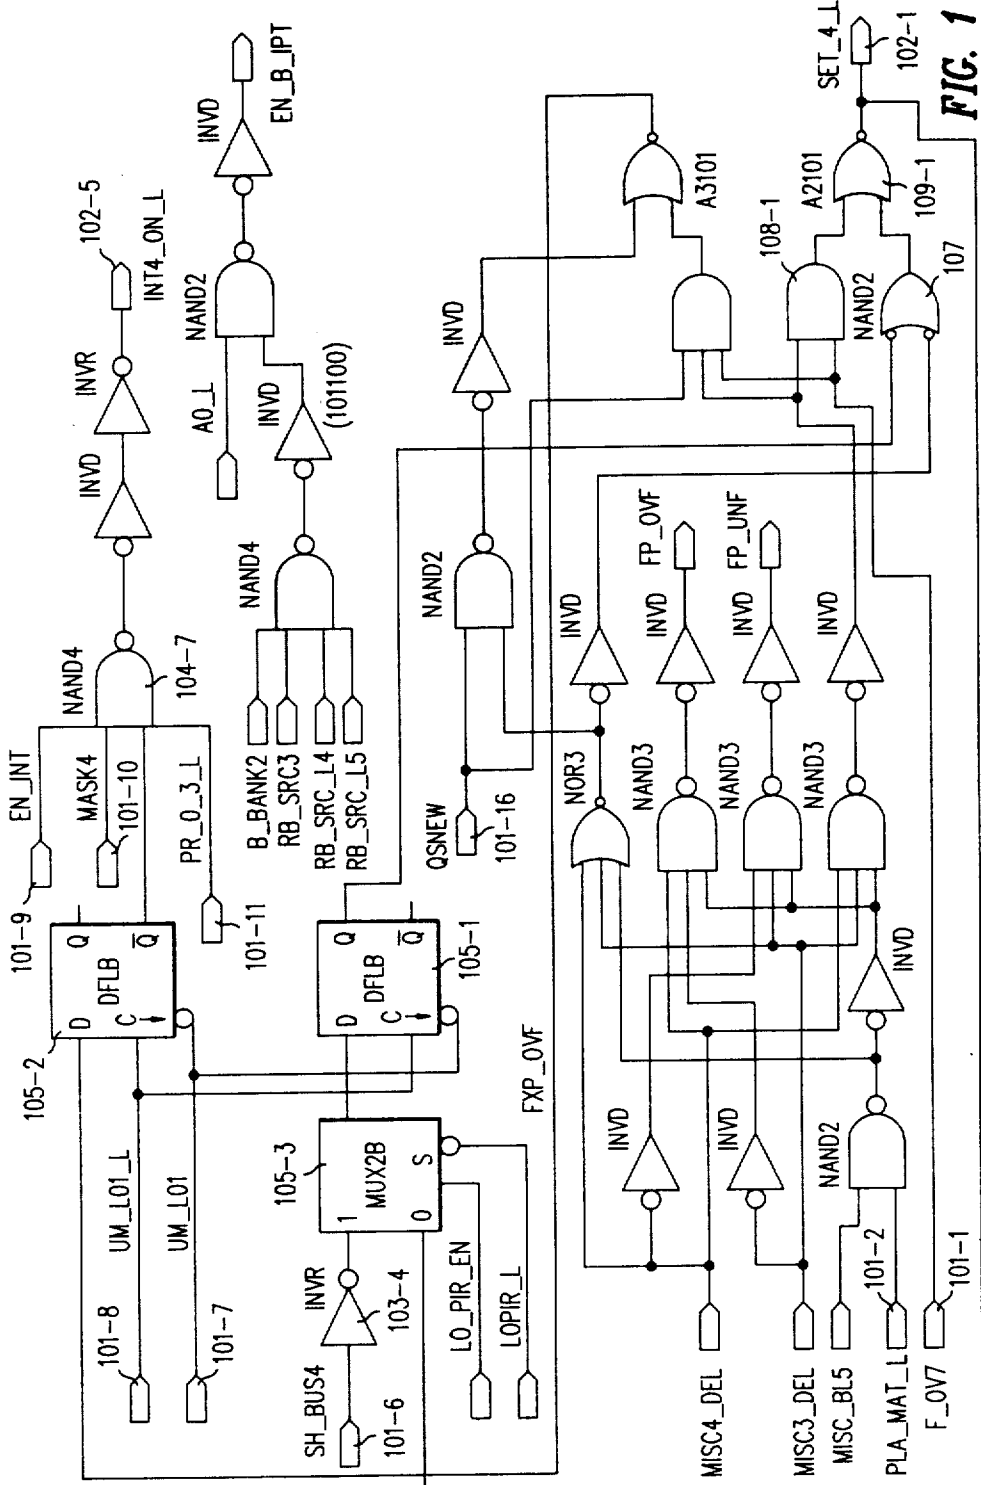 105-2
D
Q
DFLB
C
Q
101-9
EN_INT
MASK4
101-10
PR_0_3_L
101-11
NAND4
104-7
INVD
INVR
102-5
INT4_ON_L
101-8
UM_L01_L
UM_L01
101-7
B_BANK2
RB_SRC3
RB_SRC_L4
RB_SRC_L5
NAND4
INVD
(101100)
A0_L
NAND2
INVD
EN_B_IPT
SH_BUS4
101-6
INVR
103-4
105-3
1
MUX2B
0
S
LO_PIR_EN
LOPIR_L
D
Q
DFLB
C
Q
105-1
FXP_OVF
QSNEW
101-16
NAND2
INVD
A3101
NOR3
INVD
NAND3
INVD
FP_OVF
NAND3
INVD
FP_UNF
NAND3
INVD
INVD
INVD
NAND2
INVD
MISC4_DEL
MISC3_DEL
MISC_BL5
PLA_MAT_L
101-2
F_OV7
101-1
108-1
NAND2
107
A2101
109-1
SET_4_L
102-1
FIG. 1